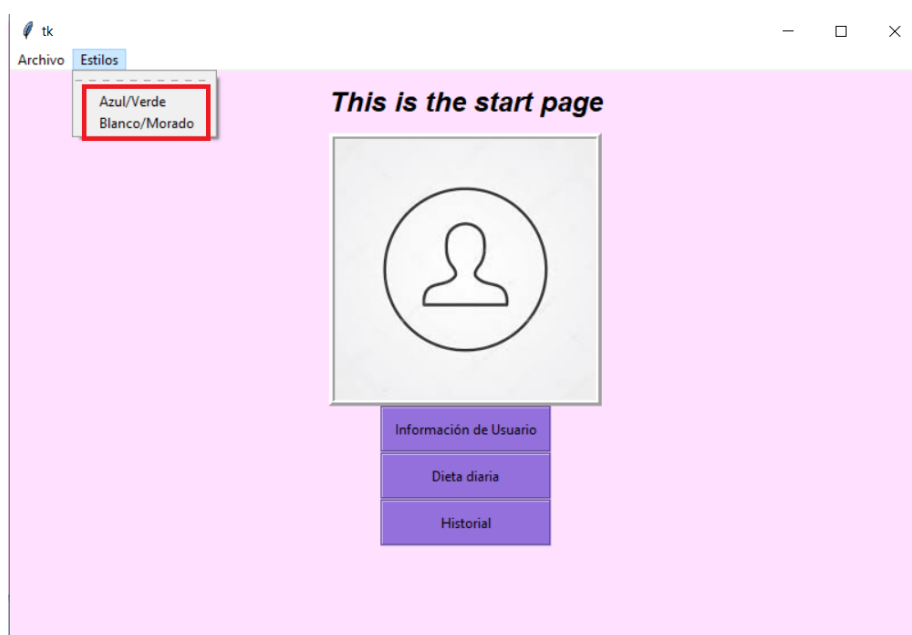 tk
Archivo Estilos
Azul/Verde
Blanco/Morado
This is the start page
Información de Usuario
Dieta diaria
Historial